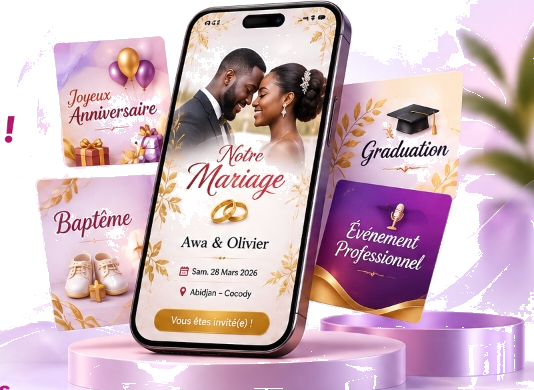 !
Joyeux
Anniversaire
Baptême
Notre
Mariage
Awa & Olivier
Sam. 28 Mars 2026
Abidjan - Cocody
Vous êtes invité(e) !
Graduation
Événement
Professionnel